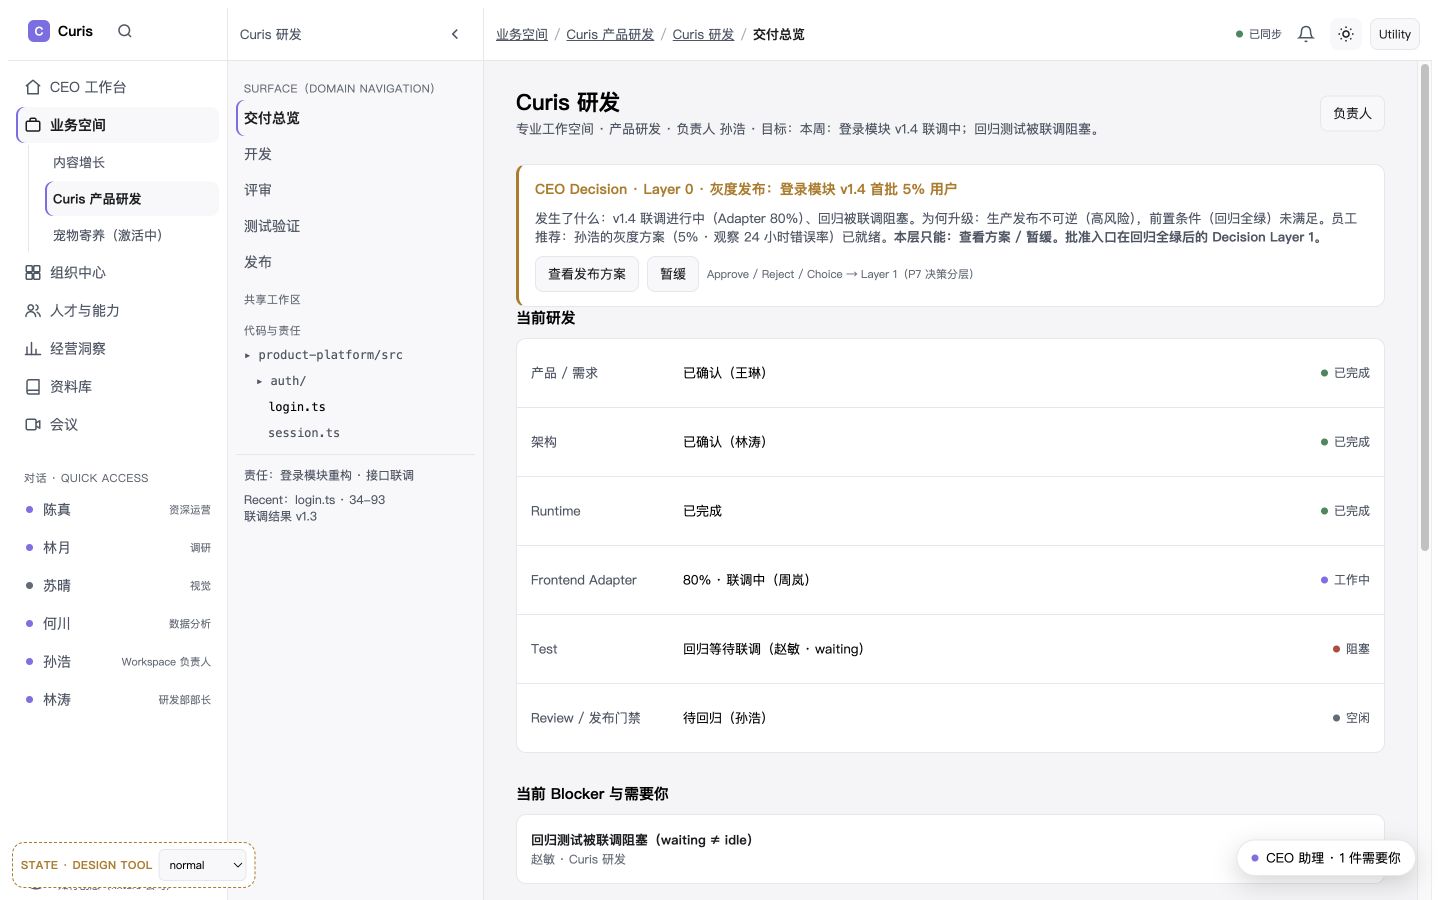 C Curis
CEO 工作台
业务空间
内容增长
Curis 产品研发
宠物寄养（激活中）
组织中心
人才与能力
经营洞察
资料库
会议
对话 · QUICK ACCESS
陈真 资深运营
林月 调研
苏晴 视觉
何川 数据分析
孙浩 Workspace 负责人
林涛 研发部部长
STATE · DESIGN TOOL normal
Curis 研发
SURFACE（DOMAIN NAVIGATION）
交付总览
开发
评审
测试验证
发布
共享工作区
代码与责任
▸ product-platform/src
▸ auth/
login.ts
session.ts
责任：登录模块重构 · 接口联调
Recent：login.ts · 34–93
联调结果 v1.3
业务空间 / Curis 产品研发 / Curis 研发 / 交付总览
已同步
Utility
Curis 研发
专业工作空间 · 产品研发 · 负责人 孙浩 · 目标：本周：登录模块 v1.4 联调中；回归测试被联调阻塞。
负责人
CEO Decision · Layer 0 · 灰度发布：登录模块 v1.4 首批 5% 用户
发生了什么：v1.4 联调进行中（Adapter 80%）、回归被联调阻塞。为何升级：生产发布不可逆（高风险），前置条件（回归全绿）未满足。员工
推荐：孙浩的灰度方案（5% · 观察 24 小时错误率）已就绪。本层只能：查看方案 / 暂缓。批准入口在回归全绿后的 Decision Layer 1。
查看发布方案 暂缓 Approve / Reject / Choice → Layer 1（P7 决策分层）
当前研发
产品 / 需求 已确认（王琳） 已完成
架构 已确认（林涛） 已完成
Runtime 已完成 已完成
Frontend Adapter 80% · 联调中（周岚） 工作中
Test 回归等待联调（赵敏 · waiting） 阻塞
Review / 发布门禁 待回归（孙浩） 空闲
当前 Blocker 与需要你
回归测试被联调阻塞（waiting ≠ idle）
赵敏 · Curis 研发
CEO 助理 · 1 件需要你